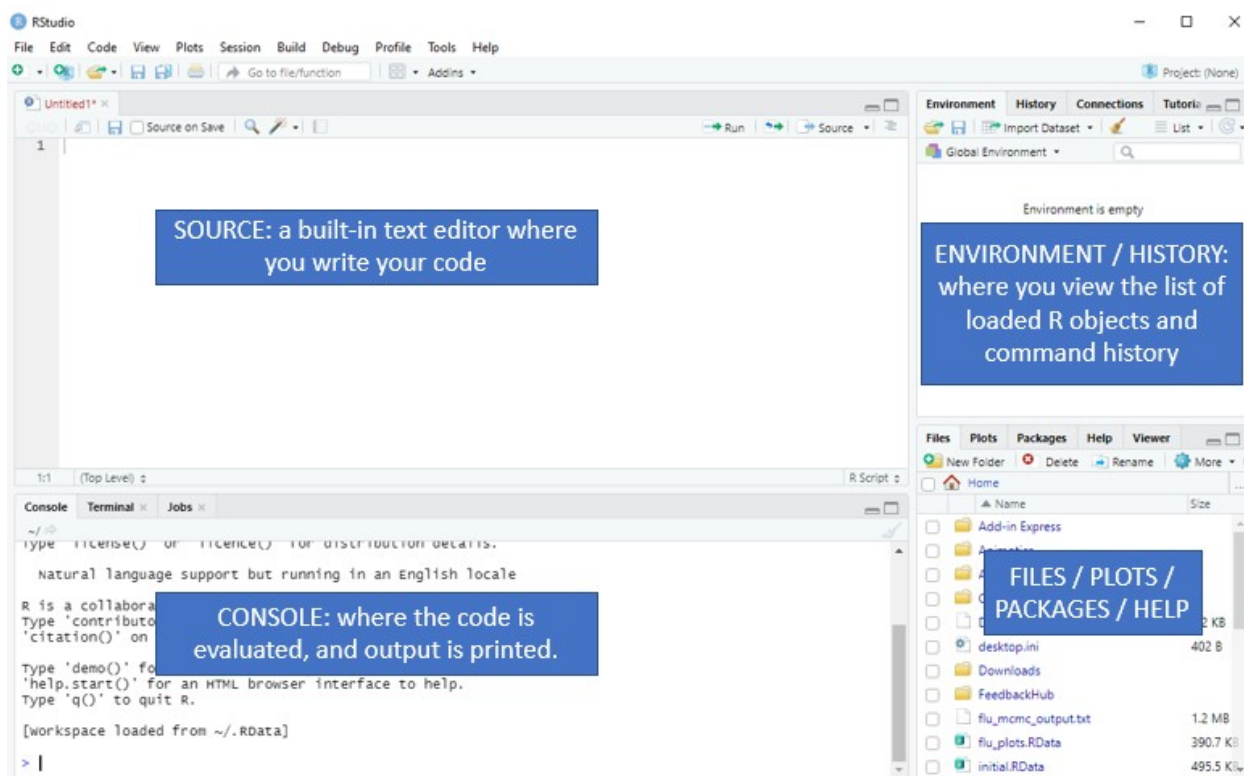 RStudio
File Edit Code View Plots Session Build Debug Profile Tools Help
Go to file/function Addins Project: (None)
Untitled1*
Source on Save Run Source
1
SOURCE: a built-in text editor where
you write your code
1:1 (Top Level) R Script
Console Terminal Jobs
~/
Type 'license()' or 'licence()' for distribution details.
Natural language support but running in an English locale
R is a collabora
Type 'contributo
'citation()' on
CONSOLE: where the code is
evaluated, and output is printed.
Type 'demo()' fo
'help.start()' for an HTML browser interface to help.
Type 'q()' to quit R.
[Workspace loaded from ~/.RData]
>
Environment History Connections Tutoria
Import Dataset List
Global Environment
Environment is empty
ENVIRONMENT / HISTORY:
where you view the list of
loaded R objects and
command history
Files Plots Packages Help Viewer
New Folder Delete Rename More
Home ...
Name Size
Add-in Express
FILES / PLOTS /
PACKAGES / HELP
2 KB
desktop.ini 402 B
Downloads
FeedbackHub
flu_mcmc_output.txt 1.2 MB
flu_plots.RData 390.7 KB
initial.RData 495.5 KB